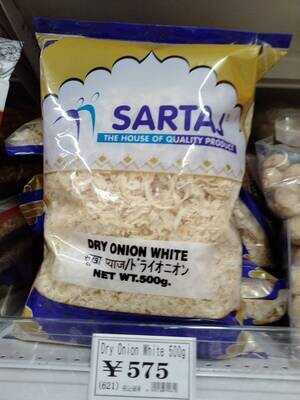 SARTAJ
THE HOUSE OF QUALITY PRODUCT
DRY ONION WHITE
सूखा प्याज/ドライオニオン
NET WT.500g.
Dry Onion White 500g
¥575
(621)